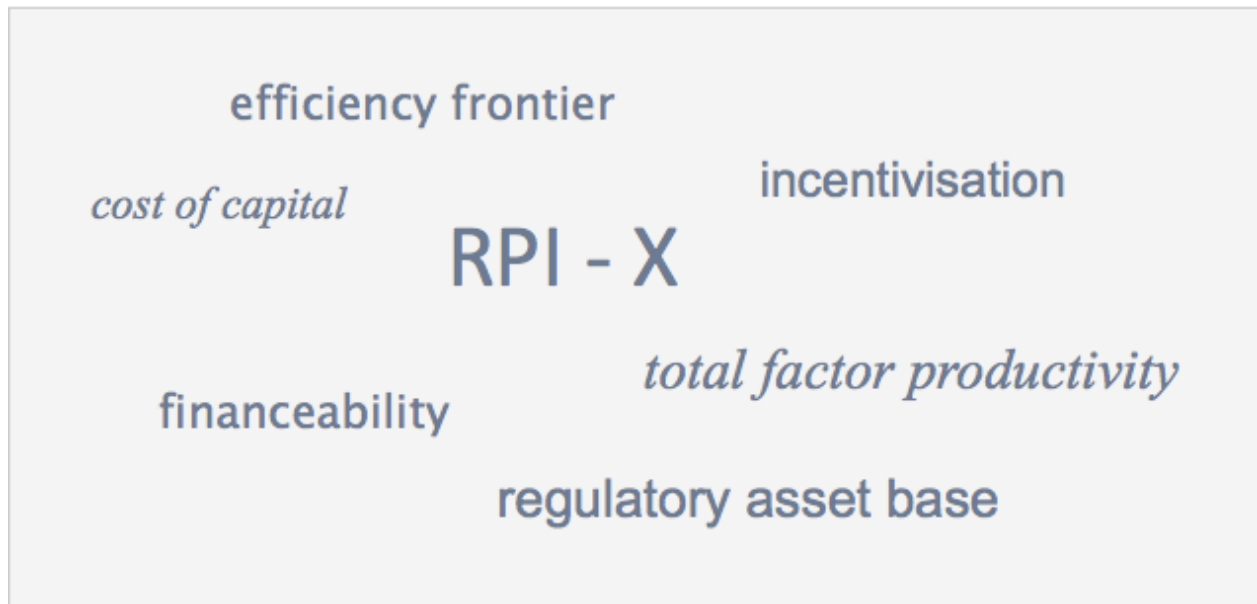 efficiency frontier
incentivisation
cost of capital
RPI - X
total factor productivity
financeability
regulatory asset base